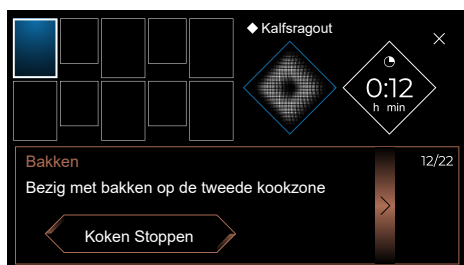 Kalfsragout
0:12
h min
Bakken
12/22
Bezig met bakken op de tweede kookzone
Koken Stoppen